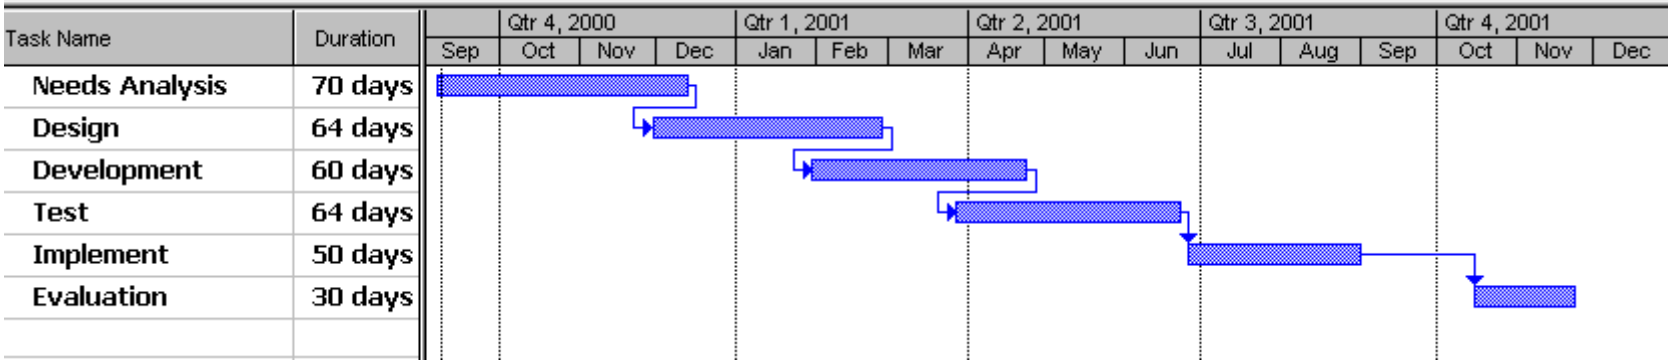 Task Name Duration Qtr 4, 2000 Qtr 1, 2001 Qtr 2, 2001 Qtr 3, 2001 Qtr 4, 2001
Sep Oct Nov Dec Jan Feb Mar Apr May Jun Jul Aug Sep Oct Nov Dec
Needs Analysis 70 days
Design 64 days
Development 60 days
Test 64 days
Implement 50 days
Evaluation 30 days